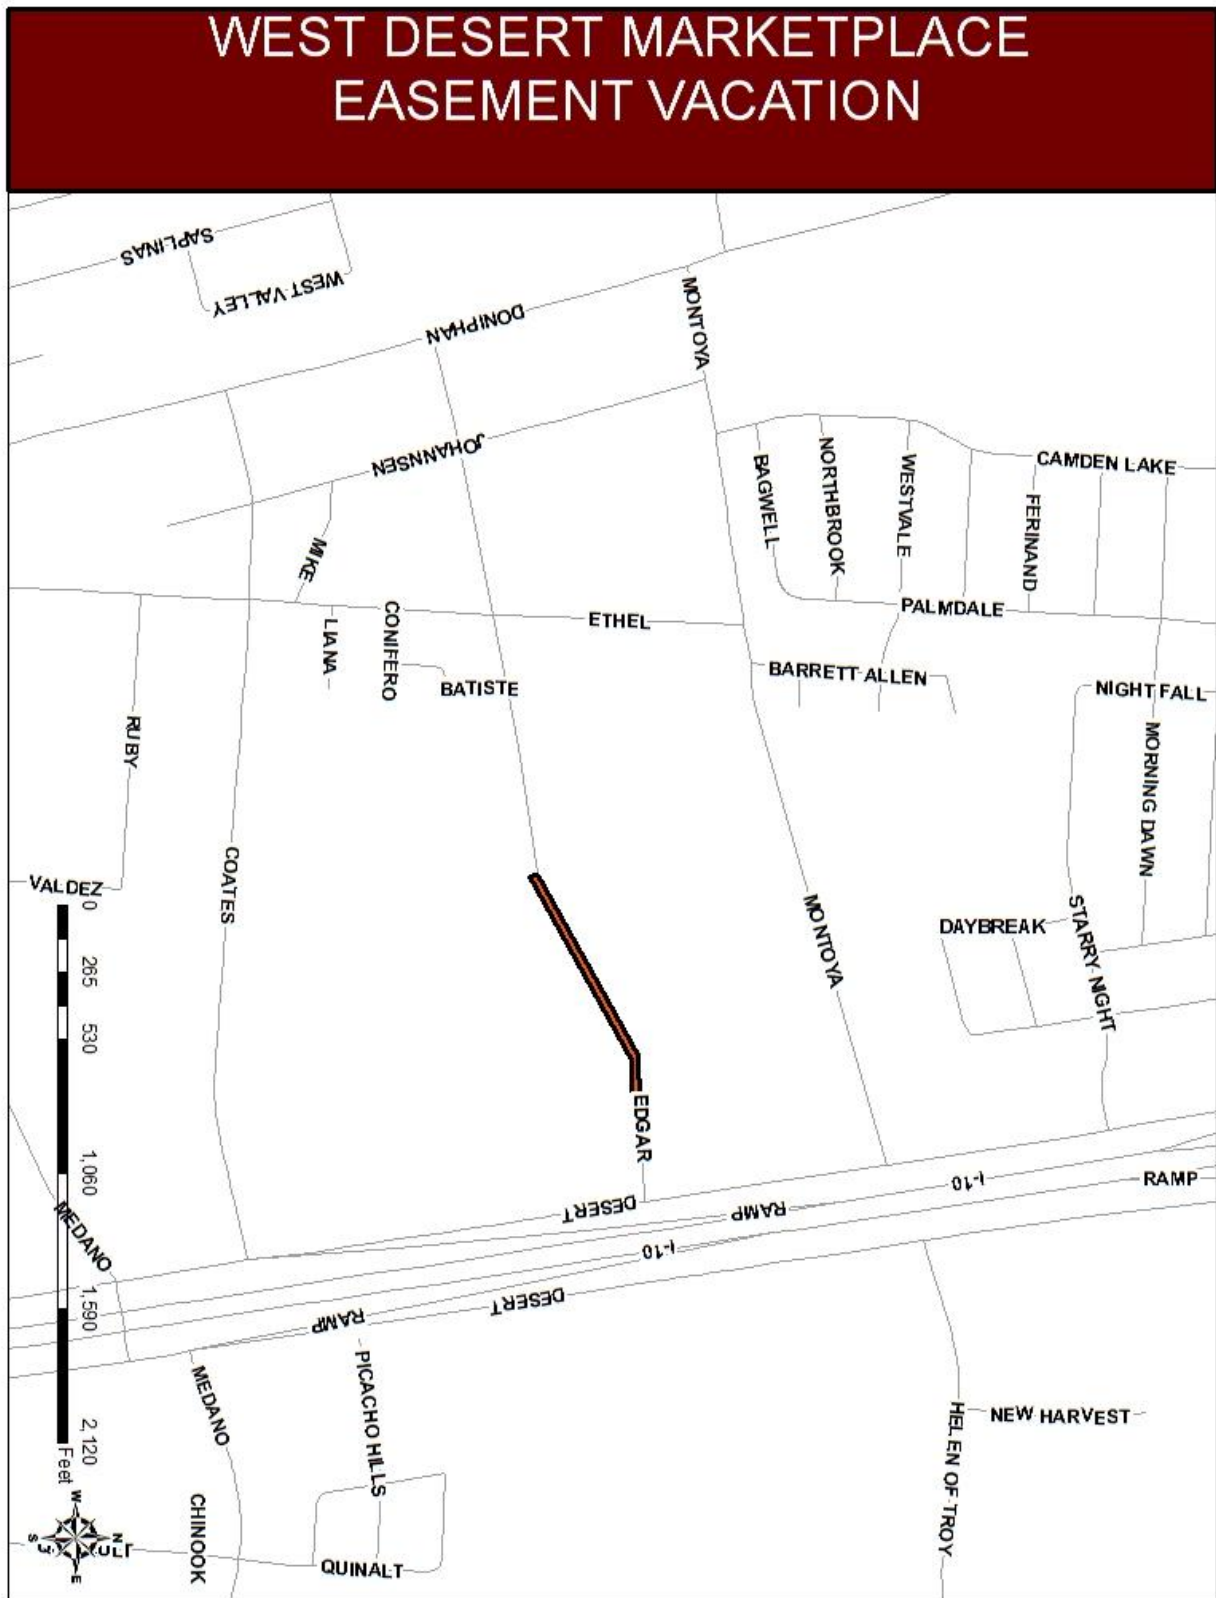 WEST DESERT MARKETPLACE
EASEMENT VACATION
SAPLINAS
WEST VALLEY
DONIPHAN
MONTOYA
JOHANNSEN
CAMDEN LAKE
BAGWELL
NORTHBROOK
WESTVALE
FERINAND
MIKE
PALMDALE
CONIFERO
ETHEL
LIANA
BARRETT ALLEN
BATISTE
NIGHT FALL
RUBY
MORNING DAWN
COATES
VALDEZ
MONTOYA
DAYBREAK
STARRY NIGHT
0
265
530
1,060
1,590
2,120
Feet
EDGAR
RAMP
I-10
DESERT
RAMP
MEDANO
I-10
DESERT
RAMP
PICACHO HILLS
MEDANO
HELEN OF TROY
NEW HARVEST
CHINOOK
W
N
S
E
QUINALT